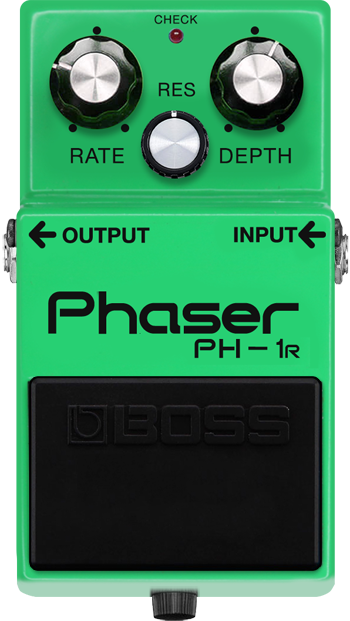 CHECK
RES
RATE
DEPTH
OUTPUT
INPUT
Phaser
PH-1R
BOSS